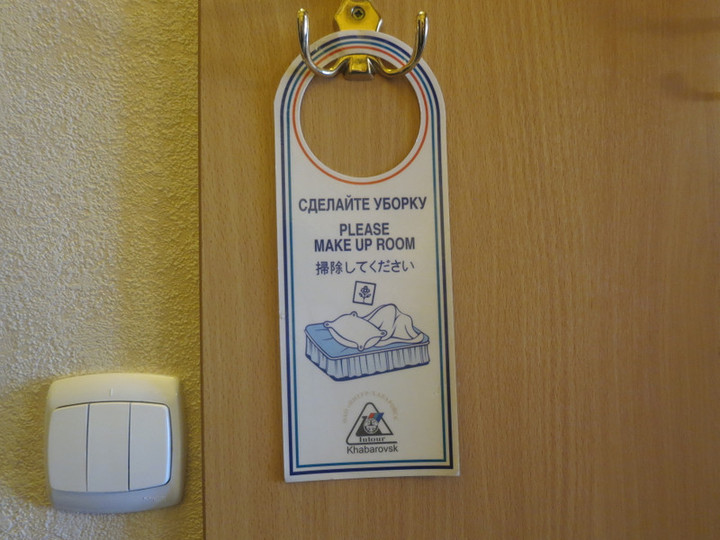 СДЕЛАЙТЕ УБОРКУ
PLEASE
MAKE UP ROOM
掃除してください
Intour
Khabarovsk